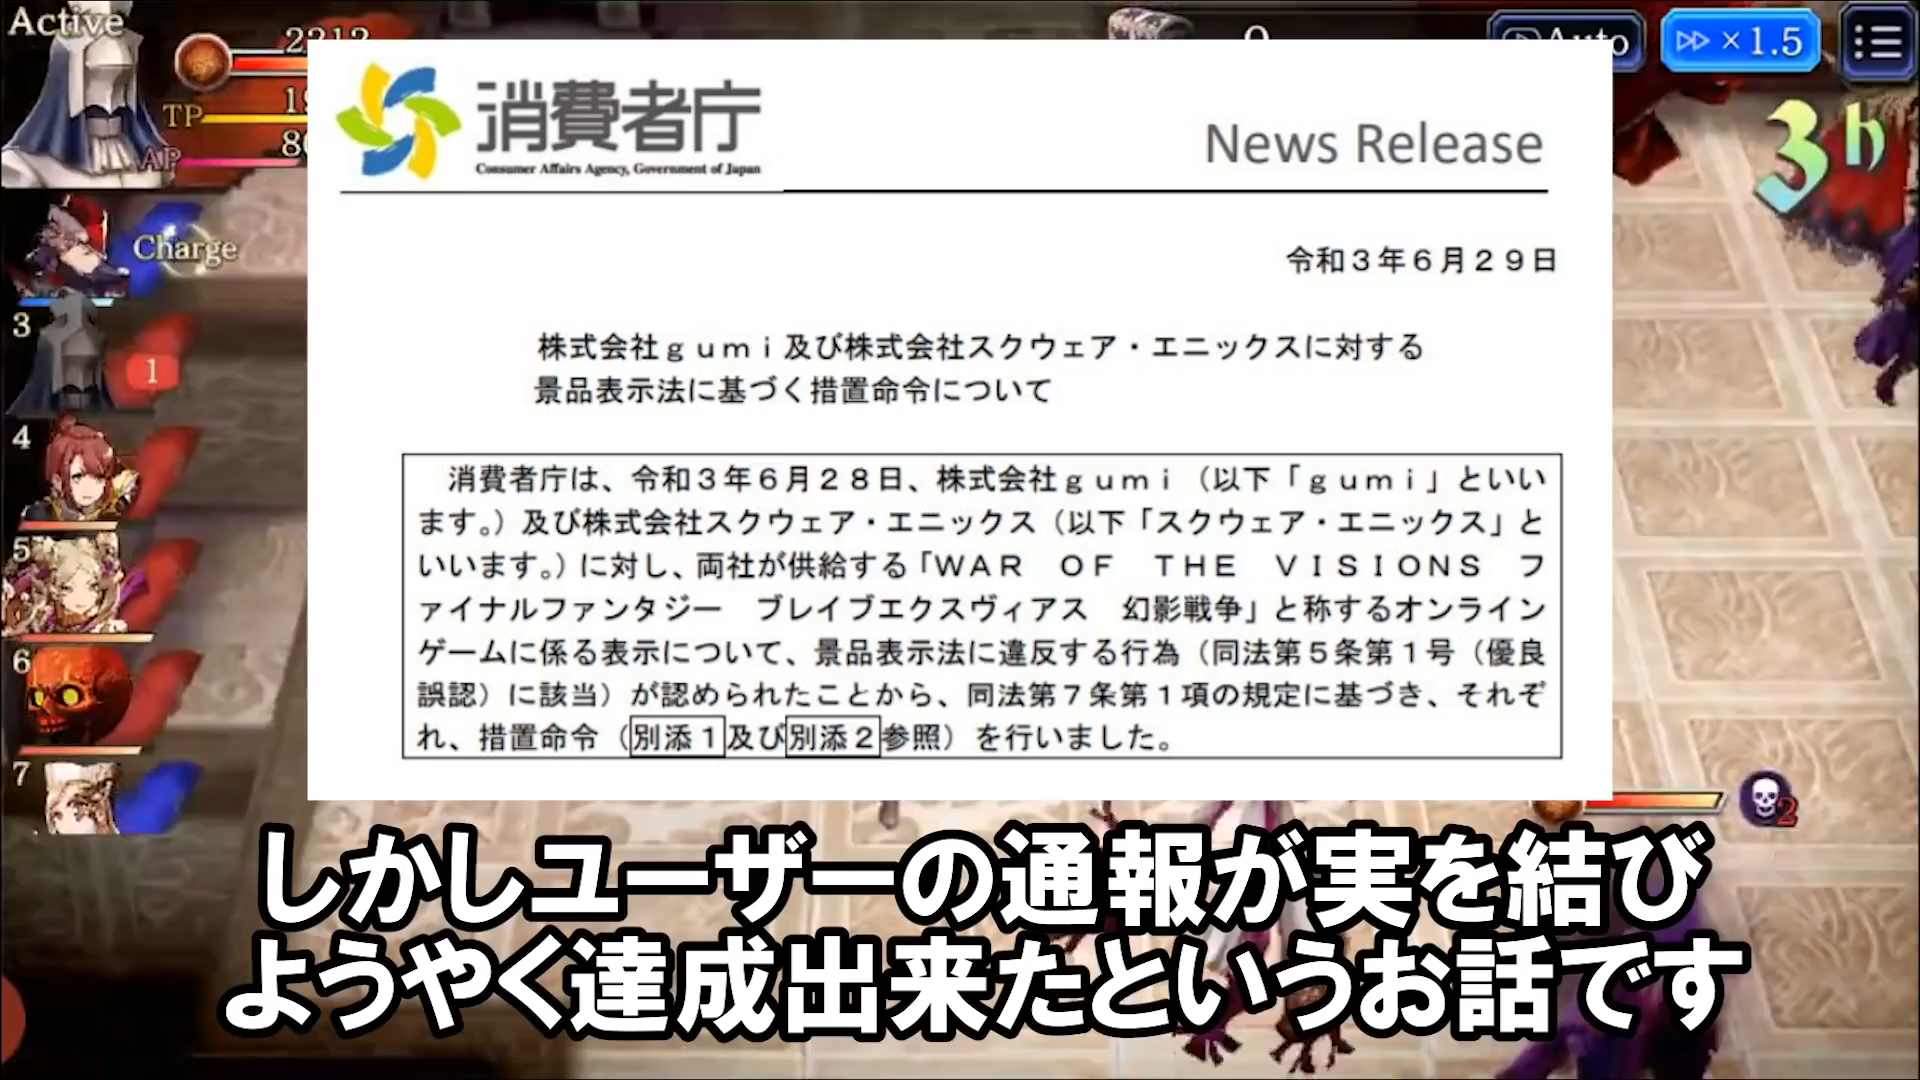 Active
2212
TP
AP
Charge
3
1
4
5
6
7
0
Auto
×1.5
3h
消費者庁
Consumer Affairs Agency, Government of Japan
News Release
令和３年６月２９日
株式会社ｇｕｍｉ及び株式会社スクウェア・エニックスに対する
景品表示法に基づく措置命令について
消費者庁は、令和３年６月２８日、株式会社ｇｕｍｉ（以下「ｇｕｍｉ」といい
ます。）及び株式会社スクウェア・エニックス（以下「スクウェア・エニックス」と
いいます。）に対し、両社が供給する「ＷＡＲ　ＯＦ　ＴＨＥ　ＶＩＳＩＯＮＳ　フ
ァイナルファンタジー　ブレイブエクスヴィアス　幻影戦争」と称するオンライン
ゲームに係る表示について、景品表示法に違反する行為（同法第５条第１号（優良
誤認）に該当）が認められたことから、同法第７条第１項の規定に基づき、それぞ
れ、措置命令（別添１及び別添２参照）を行いました。
2
しかしユーザーの通報が実を結び
ようやく達成出来たというお話です